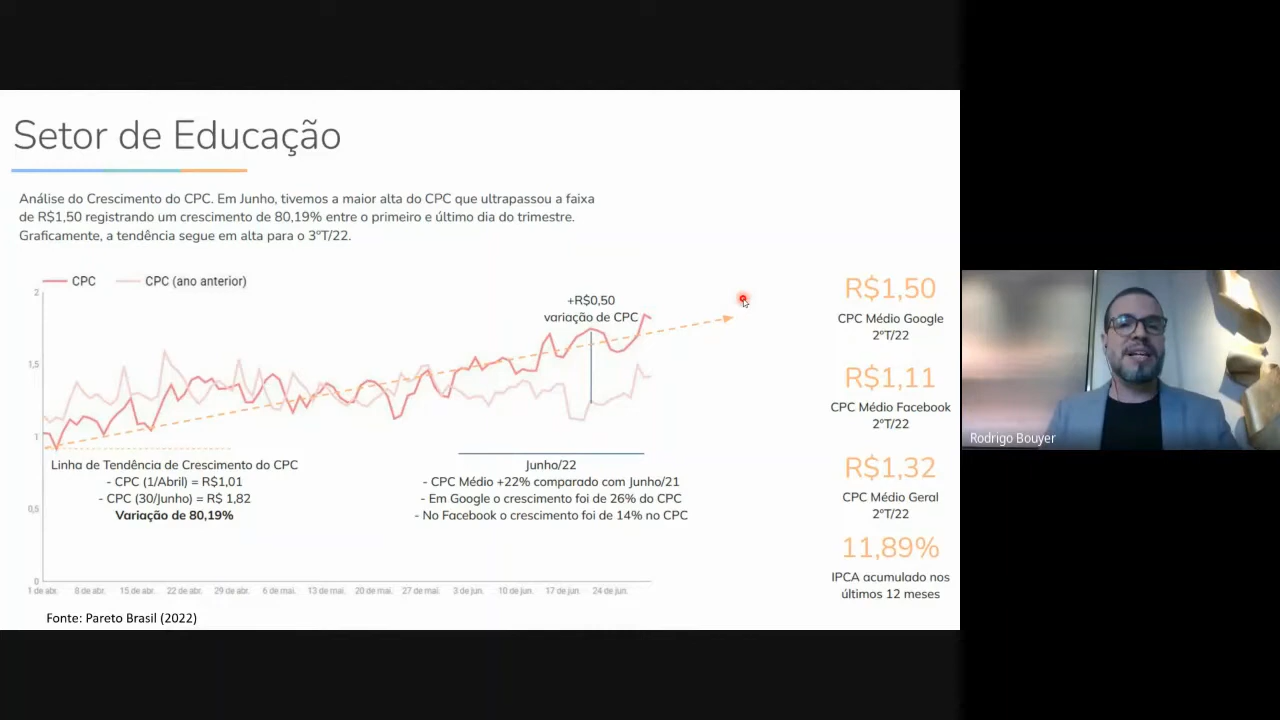 Setor de Educação
Análise do Crescimento do CPC. Em Junho, tivemos a maior alta do CPC que ultrapassou a faixa
de R$1,50 registrando um crescimento de 80,19% entre o primeiro e último dia do trimestre.
Graficamente, a tendência segue em alta para o 3ºT/22.
CPC
CPC (ano anterior)
2
1,5
1
0,5
0
+R$0,50
variação de CPC
Linha de Tendência de Crescimento do CPC
- CPC (1/Abril) = R$1,01
- CPC (30/Junho) = R$ 1,82
Variação de 80,19%
Junho/22
- CPC Médio +22% comparado com Junho/21
- Em Google o crescimento foi de 26% do CPC
- No Facebook o crescimento foi de 14% no CPC
1 de abr.
8 de abr.
15 de abr.
22 de abr.
29 de abr.
6 de mai.
13 de mai.
20 de mai.
27 de mai.
3 de jun.
10 de jun.
17 de jun.
24 de jun.
Fonte: Pareto Brasil (2022)
R$1,50
CPC Médio Google
2ºT/22
R$1,11
CPC Médio Facebook
2ºT/22
R$1,32
CPC Médio Geral
2ºT/22
11,89%
IPCA acumulado nos
últimos 12 meses
Rodrigo Bouyer